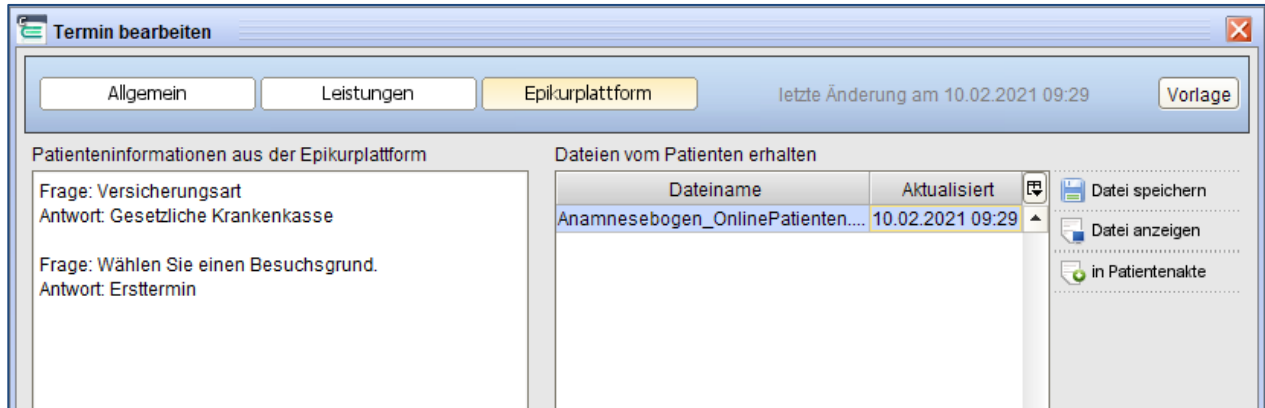 Termin bearbeiten
Allgemein
Leistungen
Epikurplattform
letzte Änderung am 10.02.2021 09:29
Vorlage
Patienteninformationen aus der Epikurplattform
Frage: Versicherungsart
Antwort: Gesetzliche Krankenkasse
Frage: Wählen Sie einen Besuchsgrund.
Antwort: Ersttermin
Dateien vom Patienten erhalten
Dateiname
Aktualisiert
Anamnesebogen_OnlinePatienten....
10.02.2021 09:29
Datei speichern
Datei anzeigen
in Patientenakte